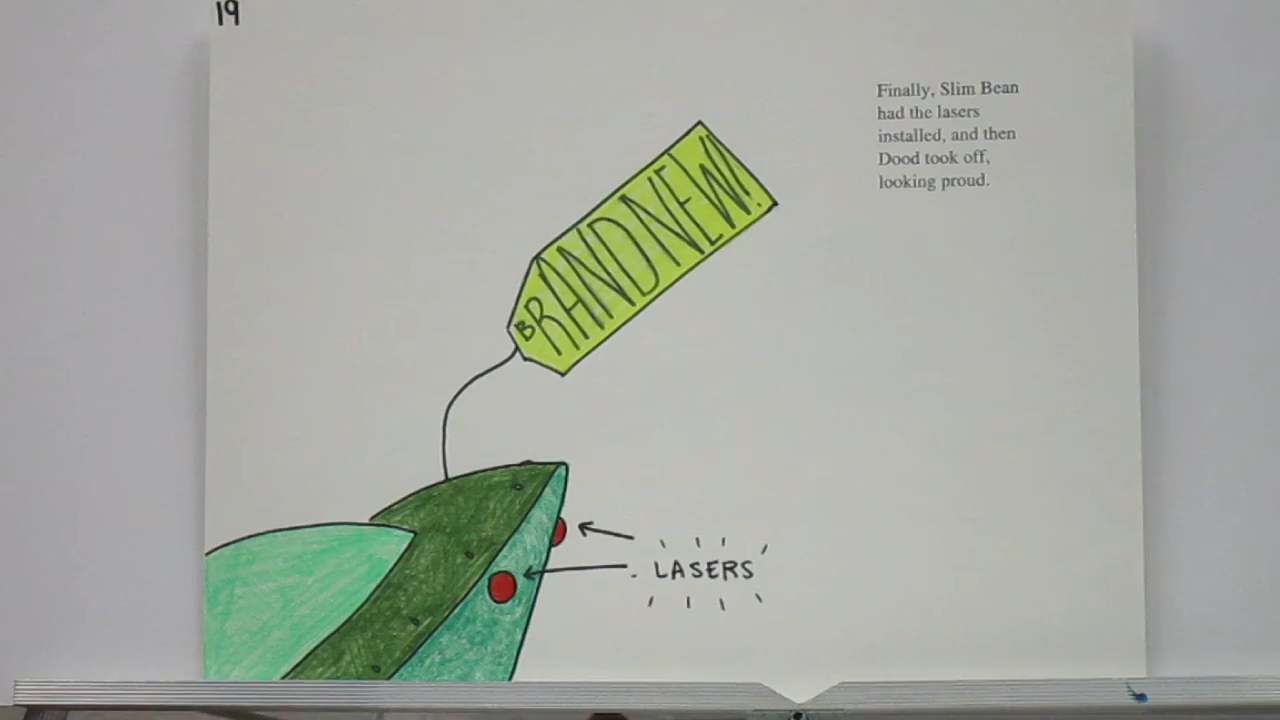 19
Finally, Slim Bean
had the lasers
installed, and then
Dood took off,
looking proud.
BRAND NEW!
LASERS